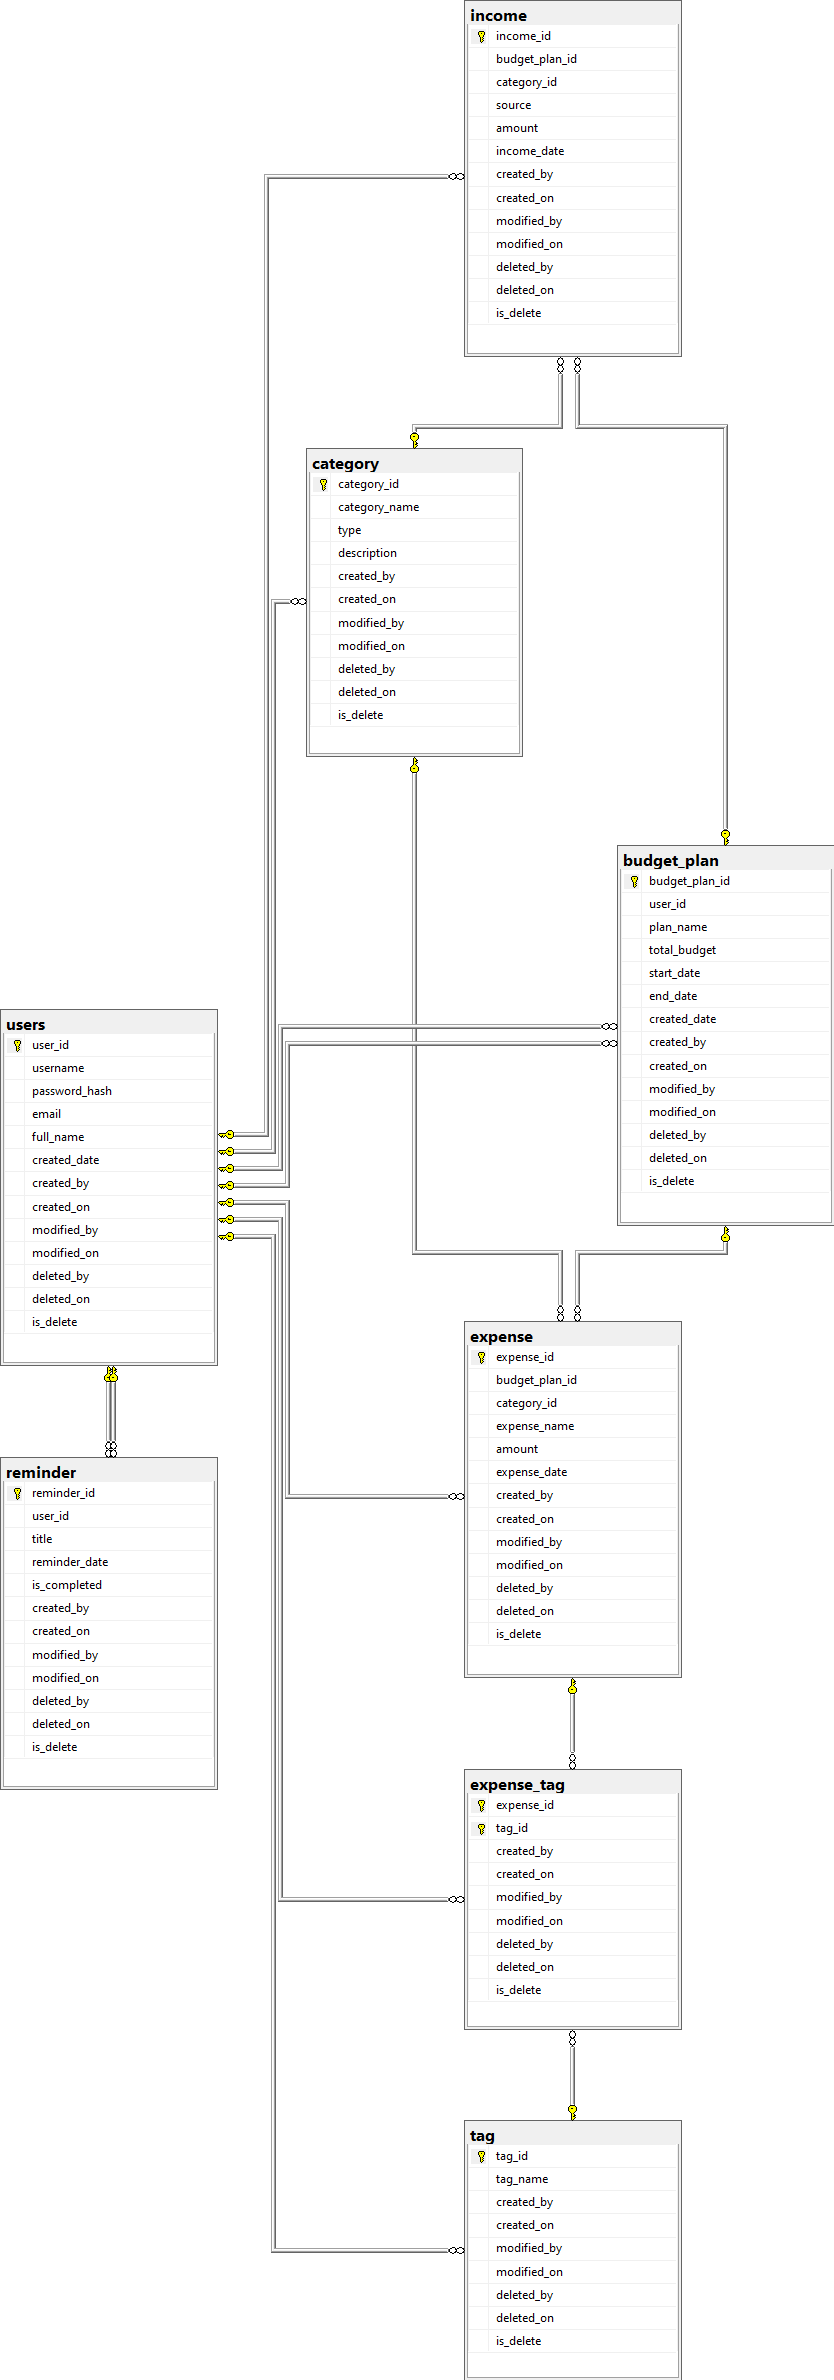 income
income_id
budget_plan_id
category_id
source
amount
income_date
created_by
created_on
modified_by
modified_on
deleted_by
deleted_on
is_delete
category
category_id
category_name
type
description
created_by
created_on
modified_by
modified_on
deleted_by
deleted_on
is_delete
budget_plan
budget_plan_id
user_id
plan_name
total_budget
start_date
end_date
created_date
created_by
created_on
modified_by
modified_on
deleted_by
deleted_on
is_delete
users
user_id
username
password_hash
email
full_name
created_date
created_by
created_on
modified_by
modified_on
deleted_by
deleted_on
is_delete
expense
expense_id
budget_plan_id
category_id
expense_name
amount
expense_date
created_by
created_on
modified_by
modified_on
deleted_by
deleted_on
is_delete
reminder
reminder_id
user_id
title
reminder_date
is_completed
created_by
created_on
modified_by
modified_on
deleted_by
deleted_on
is_delete
expense_tag
expense_id
tag_id
created_by
created_on
modified_by
modified_on
deleted_by
deleted_on
is_delete
tag
tag_id
tag_name
created_by
created_on
modified_by
modified_on
deleted_by
deleted_on
is_delete